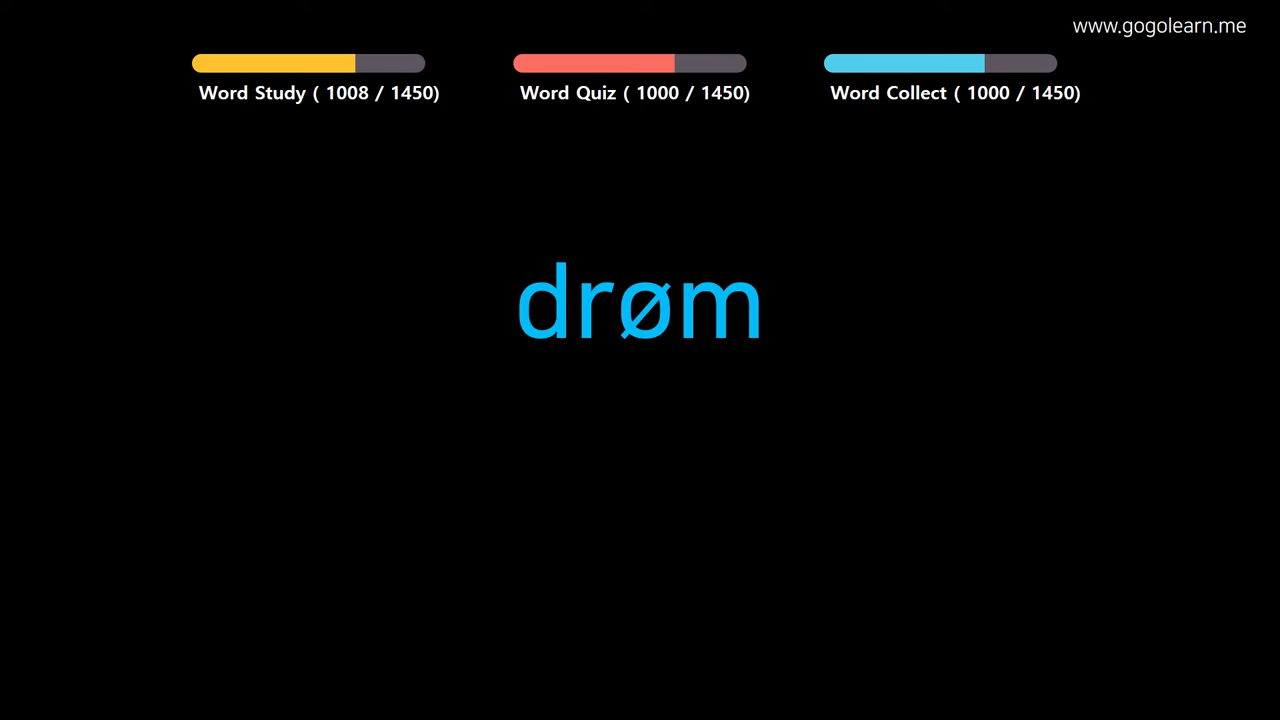 www.gogolearn.me
Word Study ( 1008 / 1450)
Word Quiz ( 1000 / 1450)
Word Collect ( 1000 / 1450)
drøm